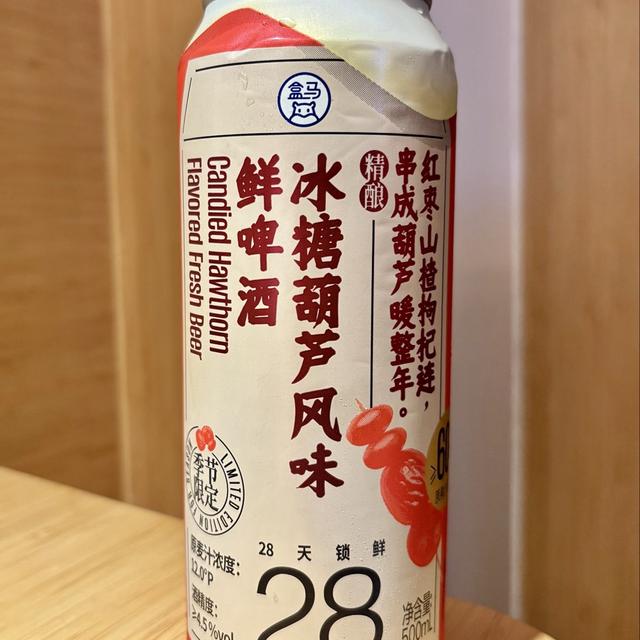 盒马
精酿
红枣山楂枸杞莲，
串成葫芦暖整年。
冰糖葫芦风味
鲜啤酒
Candied Hawthorn
Flavored Fresh Beer
季节
限定
LIMITED EDITION
原麦汁浓度：
12.0°P
酒精度：
≥4.5%vol
28天锁鲜
28
净含量
500mL